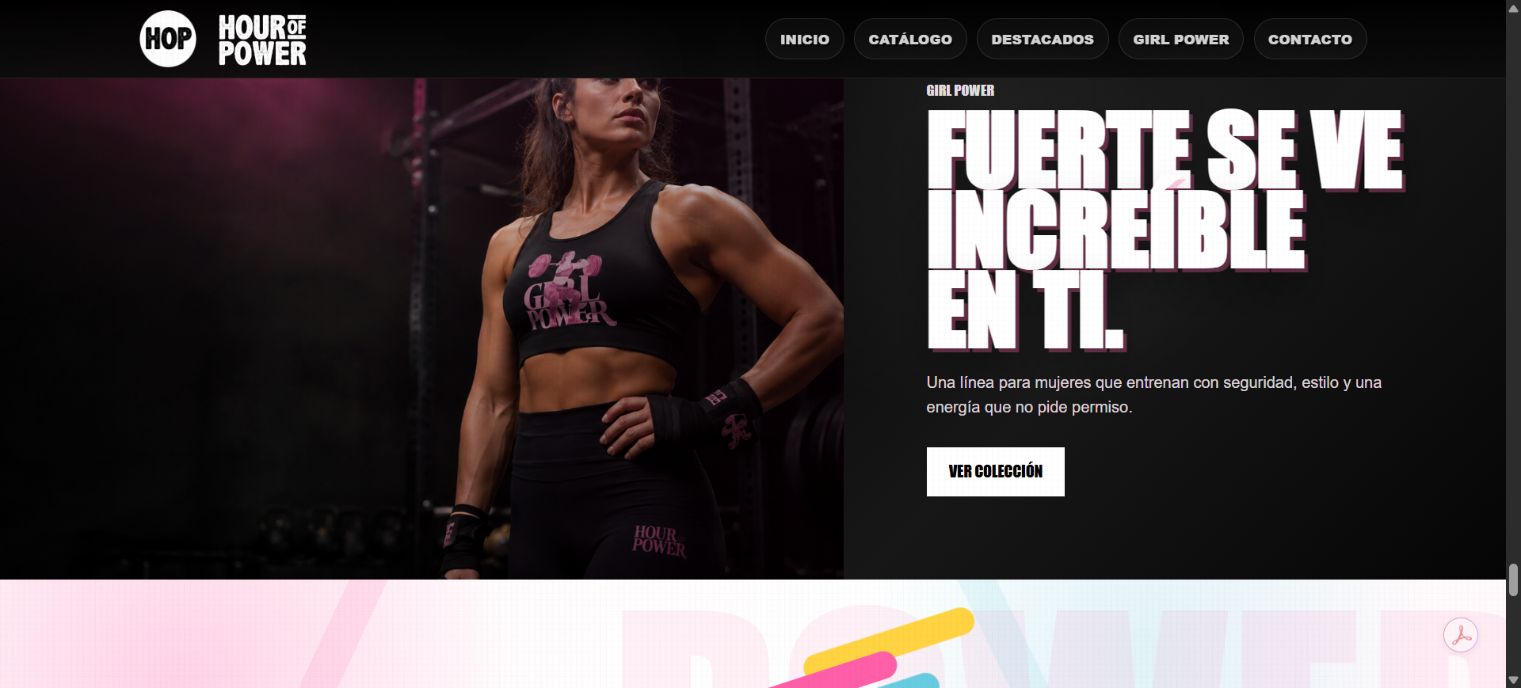 HOP
HOUR OF
POWER
INICIO
CATÁLOGO
DESTACADOS
GIRL POWER
CONTACTO
GIRL POWER
FUERTE SE VE
INCREÍBLE
EN TI.
Una línea para mujeres que entrenan con seguridad, estilo y una
energía que no pide permiso.
VER COLECCIÓN
GIRL
POWER
HOUR OF
POWER
POWER